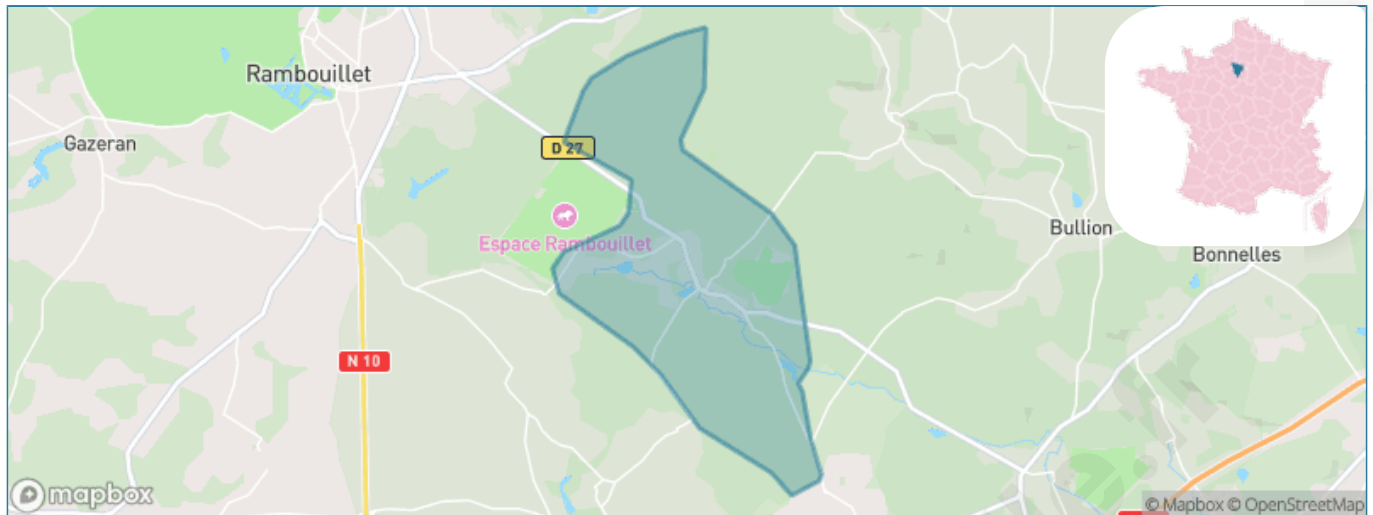 Rambouillet
Gazeran
D 27
Espace Rambouillet
Bullion
Bonnelles
N 10
mapbox
© Mapbox © OpenStreetMap